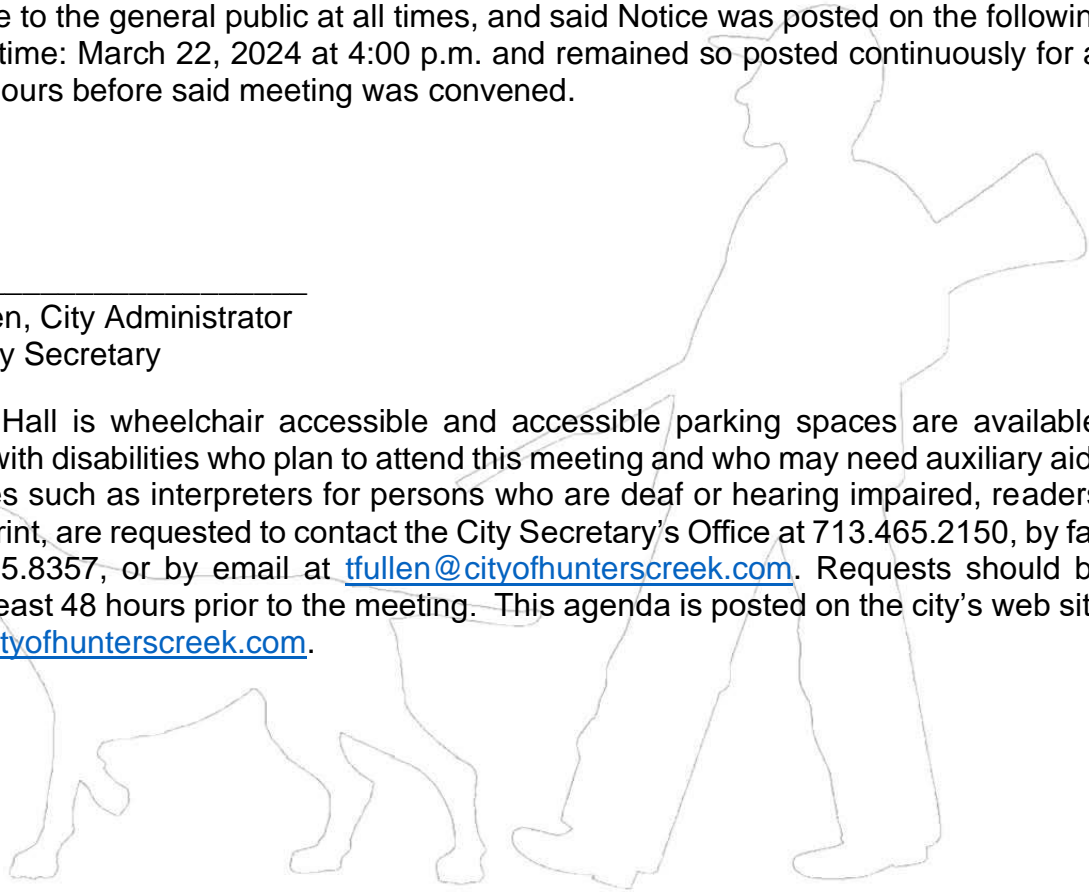 e to the general public at all times, and said Notice was posted on the followin
time: March 22, 2024 at 4:00 p.m. and remained so posted continuously for a
ours before said meeting was convened.
en, City Administrator
y Secretary
Hall is wheelchair accessible and accessible parking spaces are available
with disabilities who plan to attend this meeting and who may need auxiliary aid
es such as interpreters for persons who are deaf or hearing impaired, readers
rint, are requested to contact the City Secretary’s Office at 713.465.2150, by fa
5.8357, or by email at tfullen@cityofhunterscreek.com. Requests should b
east 48 hours prior to the meeting. This agenda is posted on the city’s web sit
tyofhunterscreek.com.